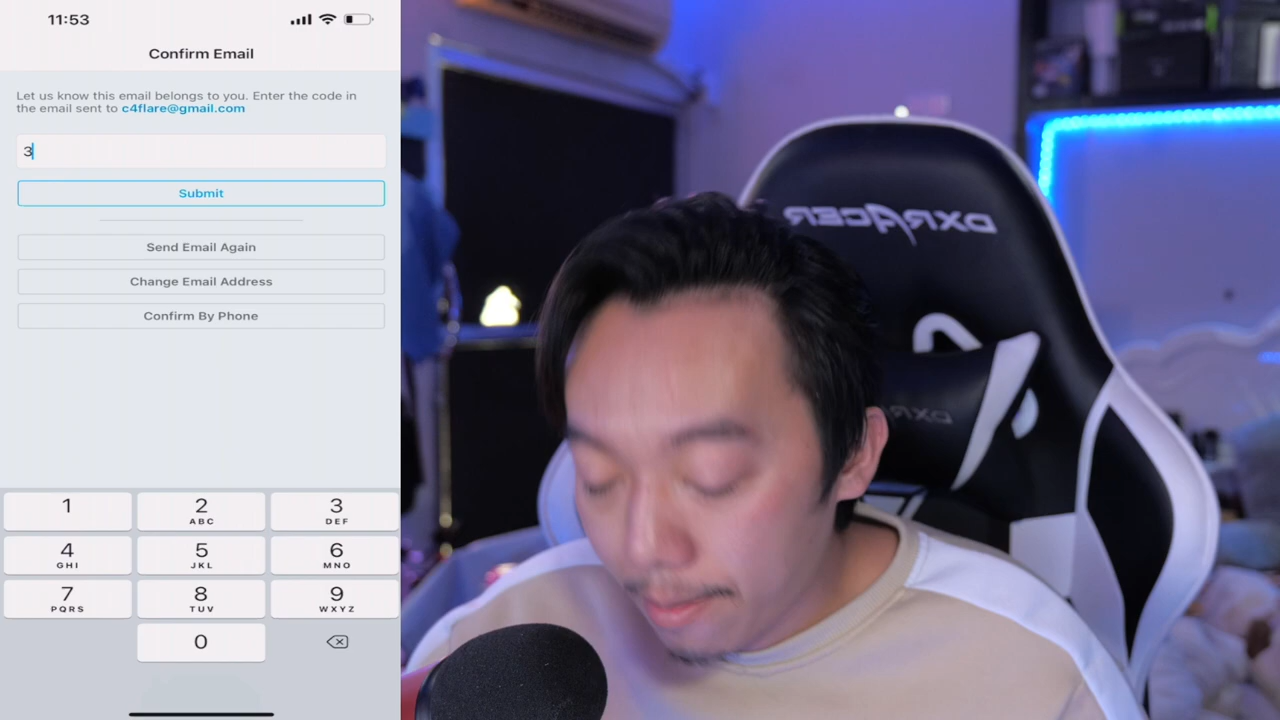 11:53
Confirm Email
Let us know this email belongs to you. Enter the code in
the email sent to c4flare@gmail.com
3
Submit
Send Email Again
Change Email Address
Confirm By Phone
1
2
ABC
3
DEF
4
GHI
5
JKL
6
MNO
7
PQRS
8
TUV
9
WXYZ
0
DXRACER
DXR